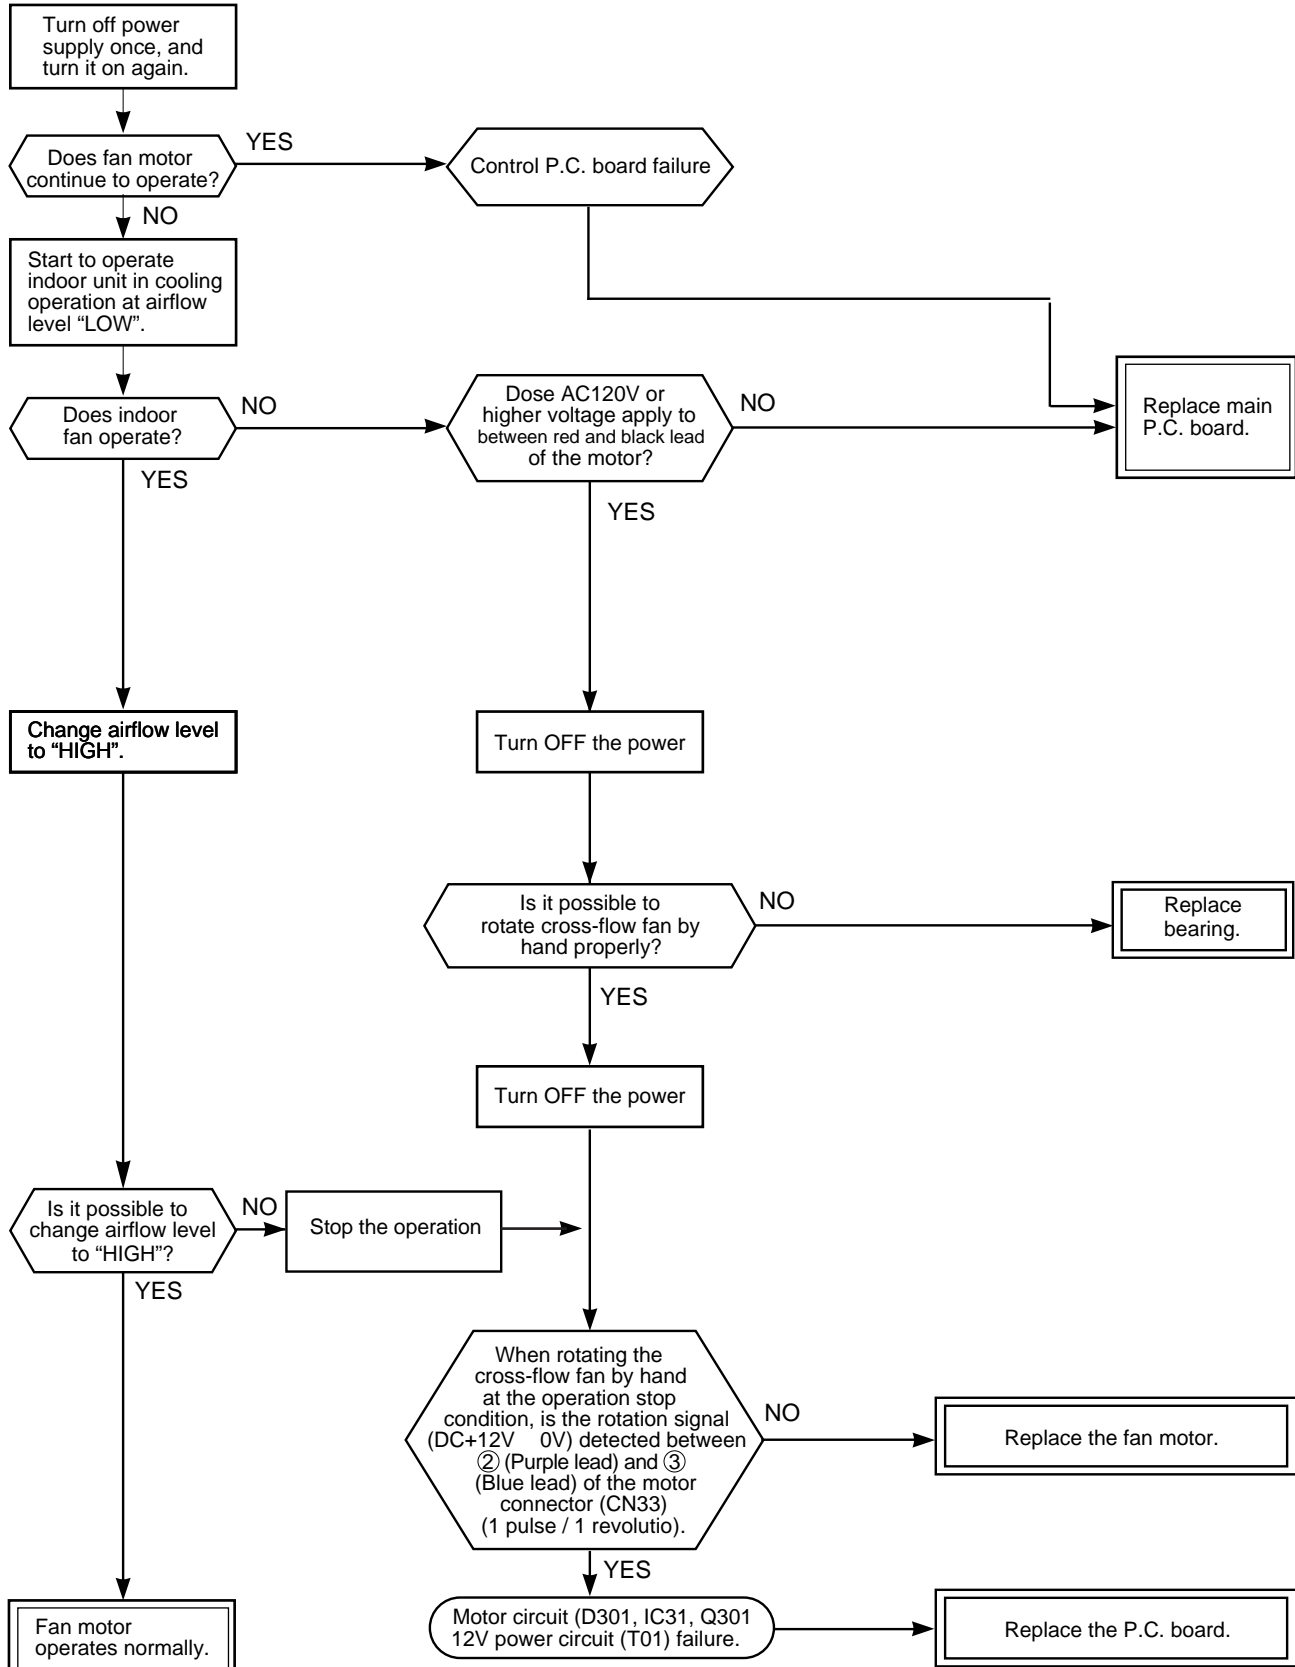 Turn off power
supply once, and
turn it on again.
Does fan motor
continue to operate?
YES
Control P.C. board failure
NO
Start to operate
indoor unit in cooling
operation at airflow
level “LOW”.
Does indoor
fan operate?
NO
Dose AC120V or
higher voltage apply to
between red and black lead
of the motor?
NO
Replace main
P.C. board.
YES
YES
Change airflow level
to “HIGH”.
Turn OFF the power
Is it possible to
rotate cross-flow fan by
hand properly?
NO
Replace
bearing.
YES
Turn OFF the power
Is it possible to
change airflow level
to “HIGH”?
NO
Stop the operation
YES
When rotating the
cross-flow fan by hand
at the operation stop
condition, is the rotation signal
(DC+12V 0V) detected between
② (Purple lead) and ③
(Blue lead) of the motor
connector (CN33)
(1 pulse / 1 revolutio).
NO
Replace the fan motor.
YES
Fan motor
operates normally.
Motor circuit (D301, IC31, Q301
12V power circuit (T01) failure.
Replace the P.C. board.